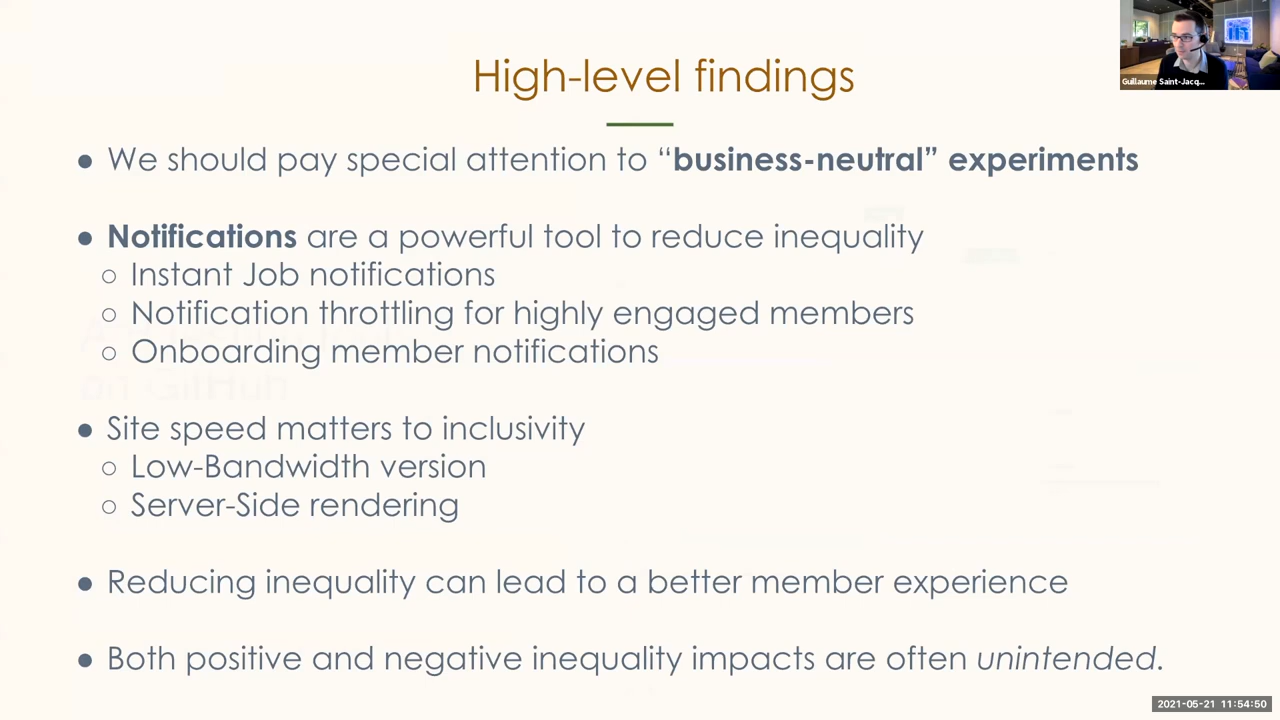 High-level findings
Guillaume Saint-Jacq...
● We should pay special attention to “business-neutral” experiments
● Notifications are a powerful tool to reduce inequality
○ Instant Job notifications
○ Notification throttling for highly engaged members
○ Onboarding member notifications
● Site speed matters to inclusivity
○ Low-Bandwidth version
○ Server-Side rendering
● Reducing inequality can lead to a better member experience
● Both positive and negative inequality impacts are often unintended.
2021-05-21 11:54:50